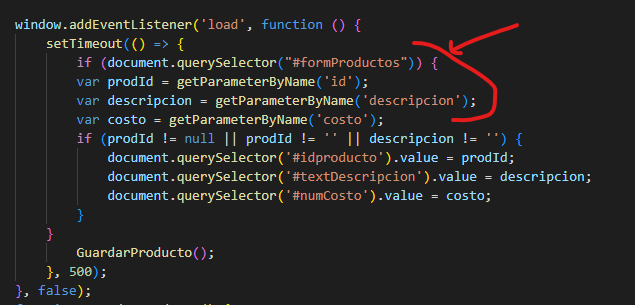 window.addEventListener('load', function () {
    setTimeout(() => {
        if (document.querySelector("#formProductos")) {
        var prodId = getParameterByName('id');
        var descripcion = getParameterByName('descripcion');
        var costo = getParameterByName('costo');
        if (prodId != null || prodId != '' || descripcion != '') {
            document.querySelector('#idproducto').value = prodId;
            document.querySelector('#textDescripcion').value = descripcion;
            document.querySelector('#numCosto').value = costo;
        }
    }
        GuardarProducto();
    }, 500);
}, false);